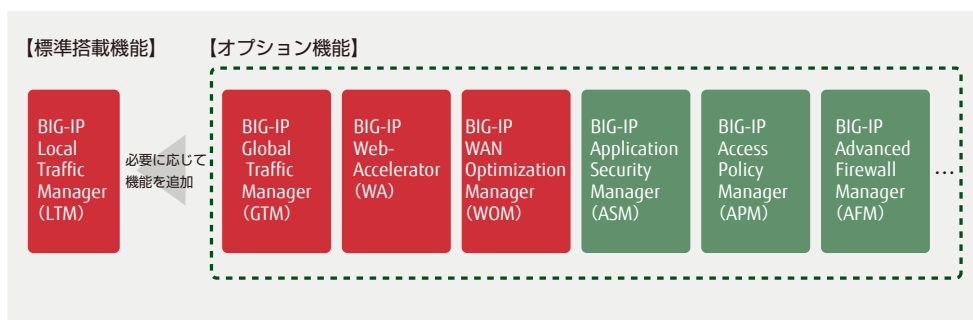 【標準搭載機能】
【オプション機能】
BIG-IP
Local
Traffic
Manager
(LTM)
必要に応じて
機能を追加
BIG-IP
Global
Traffic
Manager
(GTM)
BIG-IP
Web-
Accelerator
(WA)
BIG-IP
WAN
Optimization
Manager
(WOM)
BIG-IP
Application
Security
Manager
(ASM)
BIG-IP
Access
Policy
Manager
(APM)
BIG-IP
Advanced
Firewall
Manager
(AFM)
…